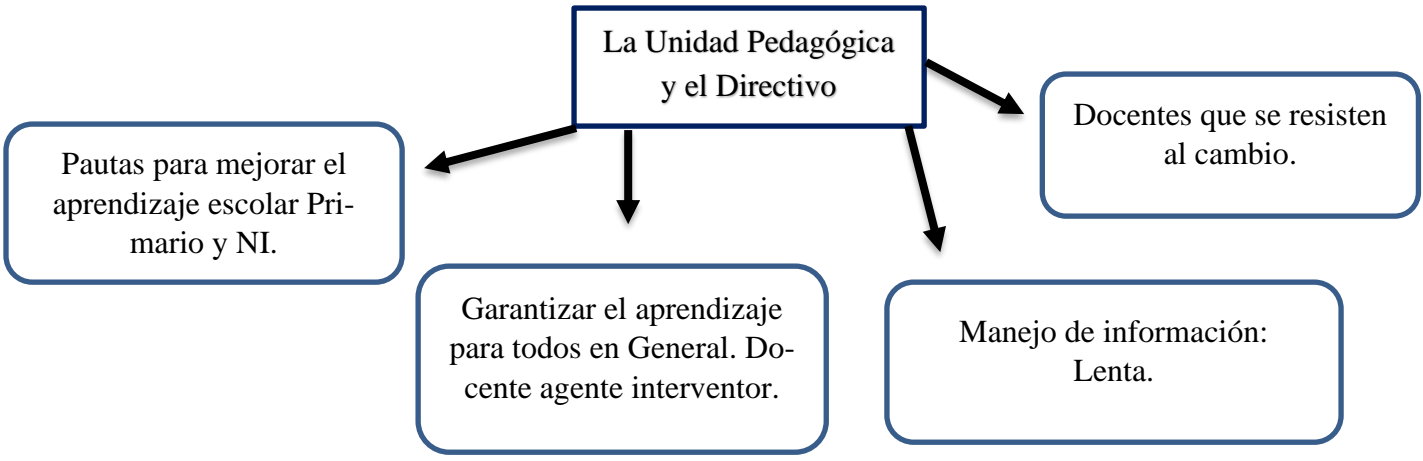 La Unidad Pedagógica
y el Directivo
Pautas para mejorar el
aprendizaje escolar Pri-
mario y NI.
Garantizar el aprendizaje
para todos en General. Do-
cente agente interventor.
Manejo de información:
Lenta.
Docentes que se resisten
al cambio.